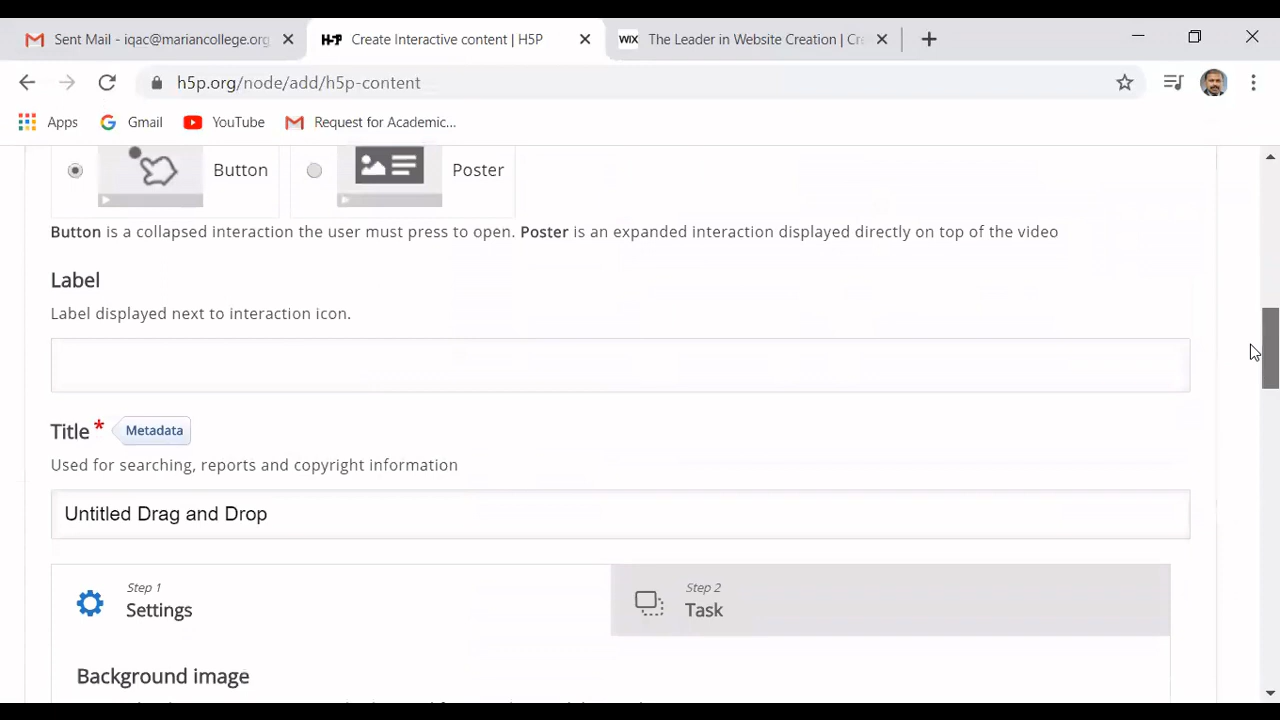 Sent Mail - iqac@mariancollege.org
H-5P Create Interactive content | H5P
WIX The Leader in Website Creation | Cre
h5p.org/node/add/h5p-content
Apps Gmail YouTube Request for Academic...
Button Poster
Button is a collapsed interaction the user must press to open. Poster is an expanded interaction displayed directly on top of the video
Label
Label displayed next to interaction icon.
Title * Metadata
Used for searching, reports and copyright information
Untitled Drag and Drop
Step 1 Step 2
Settings Task
Background image